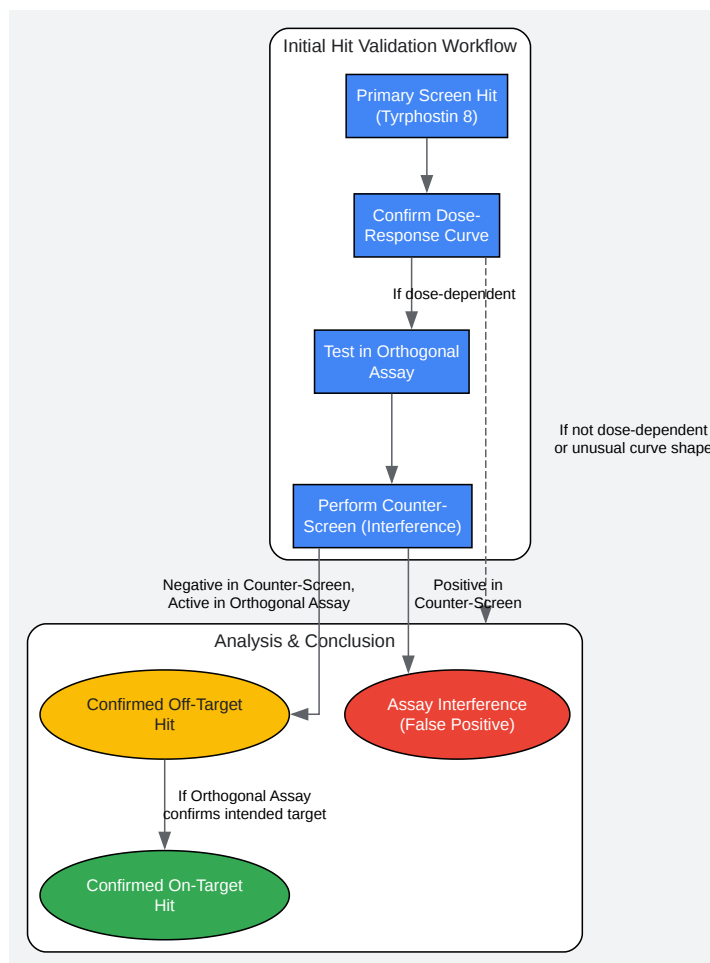 Initial Hit Validation Workflow
Primary Screen Hit
(Tyrphostin 8)
Confirm Dose-
Response Curve
If dose-dependent
Test in Orthogonal
Assay
If not dose-dependent
or unusual curve shape
Perform Counter-
Screen (Interference)
Negative in Counter-Screen,
Active in Orthogonal Assay
Positive in
Counter-Screen
Analysis & Conclusion
Confirmed Off-Target
Hit
Assay Interference
(False Positive)
If Orthogonal Assay
confirms intended target
Confirmed On-Target
Hit